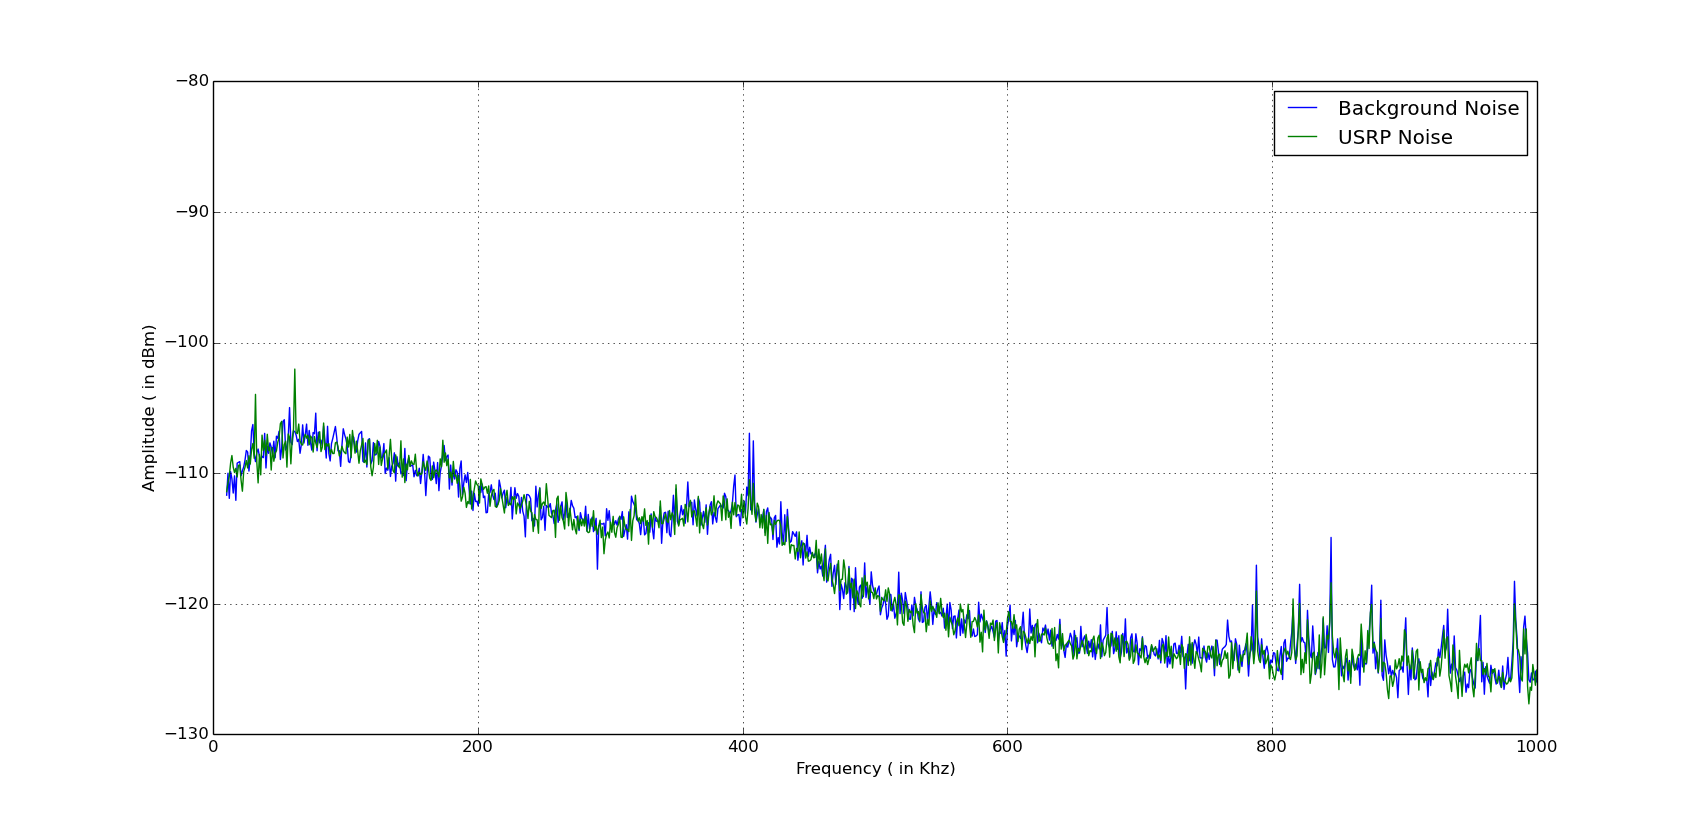 −80
Background Noise
USRP Noise
−90
−100
Amplitude ( in dBm)
−110
−120
−130
0 200 400 600 800 1000
Frequency ( in Khz)